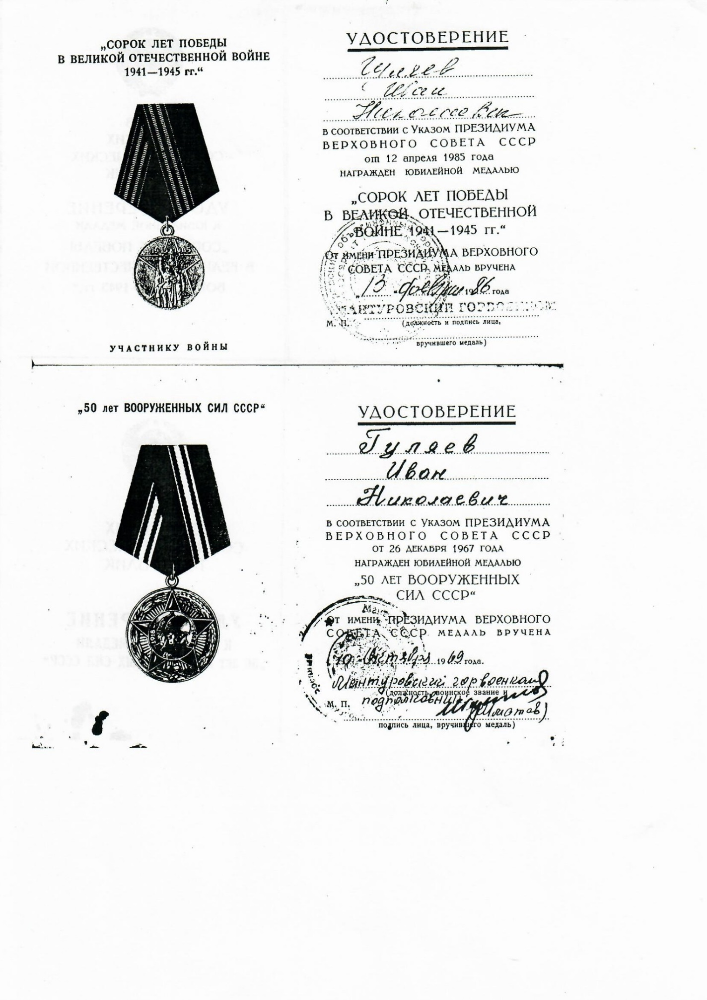 „СОРОК ЛЕТ ПОБЕДЫ
В ВЕЛИКОЙ ОТЕЧЕСТВЕННОЙ ВОЙНЕ
1941—1945 гг.“
УЧАСТНИКУ ВОЙНЫ
УДОСТОВЕРЕНИЕ
Гуляев
Иван
Николаевич
В СООТВЕТСТВИИ С УКАЗОМ ПРЕЗИДИУМА
ВЕРХОВНОГО СОВЕТА СССР
от 12 апреля 1985 года
НАГРАЖДЕН ЮБИЛЕЙНОЙ МЕДАЛЬЮ
„СОРОК ЛЕТ ПОБЕДЫ
В ВЕЛИКОЙ ОТЕЧЕСТВЕННОЙ
ВОЙНЕ 1941—1945 гг.“
ОТ ИМЕНИ ПРЕЗИДИУМА ВЕРХОВНОГО
СОВЕТА СССР МЕДАЛЬ ВРУЧЕНА
„13“ февраля 1986 года
МАНТУРОВСКИЙ ГОРВОЕНКОМ
М. П. (должность и подпись лица,
вручившего медаль)
„50 лет ВООРУЖЕННЫХ СИЛ СССР“
УДОСТОВЕРЕНИЕ
Гуляев
Иван
Николаевич
В СООТВЕТСТВИИ С УКАЗОМ ПРЕЗИДИУМА
ВЕРХОВНОГО СОВЕТА СССР
ОТ 26 ДЕКАБРЯ 1967 ГОДА
НАГРАЖДЕН ЮБИЛЕЙНОЙ МЕДАЛЬЮ
„50 ЛЕТ ВООРУЖЕННЫХ
СИЛ СССР“
ОТ ИМЕНИ ПРЕЗИДИУМА ВЕРХОВНОГО
СОВЕТА СССР МЕДАЛЬ ВРУЧЕНА
10 октября 1969 года.
Мантуровский горвоенком
(должность, воинское звание и
М. П. подполковник
подпись лица, вручившего медаль)